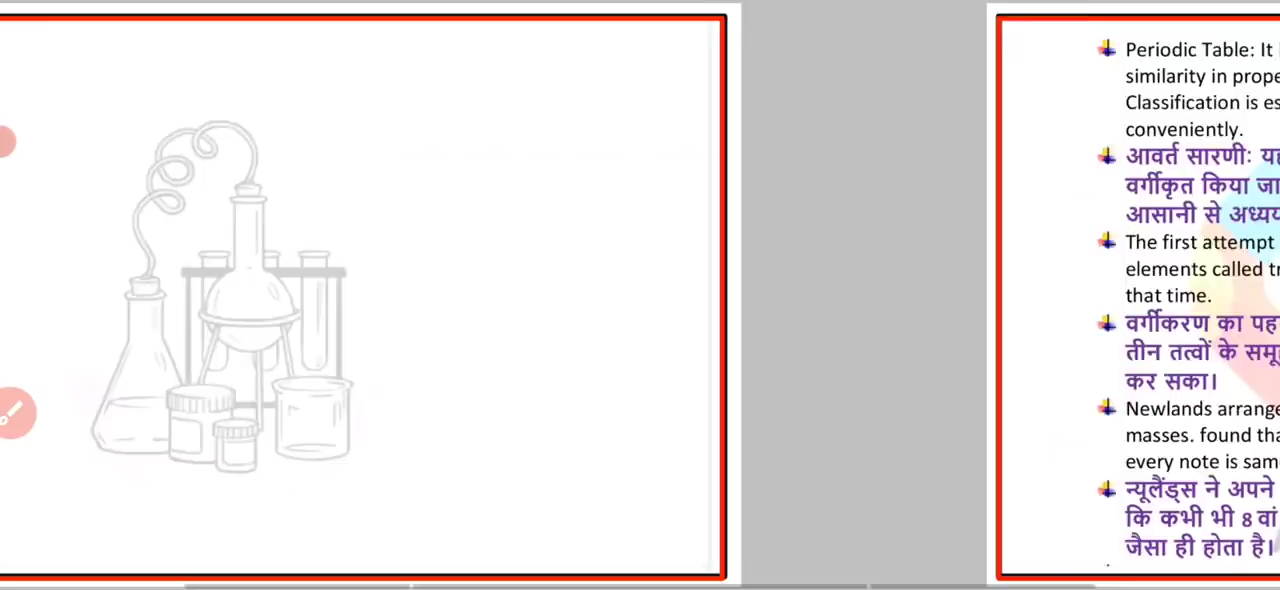 Periodic Table: It
similarity in prope
Classification is es
conveniently.
आवर्त सारणी: यह
वर्गीकृत किया जा
आसानी से अध्यय
The first attempt
elements called tr
that time.
वर्गीकरण का पह
तीन तत्वों के समू
कर सका।
Newlands arrange
masses. found tha
every note is sam
न्यूलैंड्स ने अपने
कि कभी भी 8 वां
जैसा ही होता है।